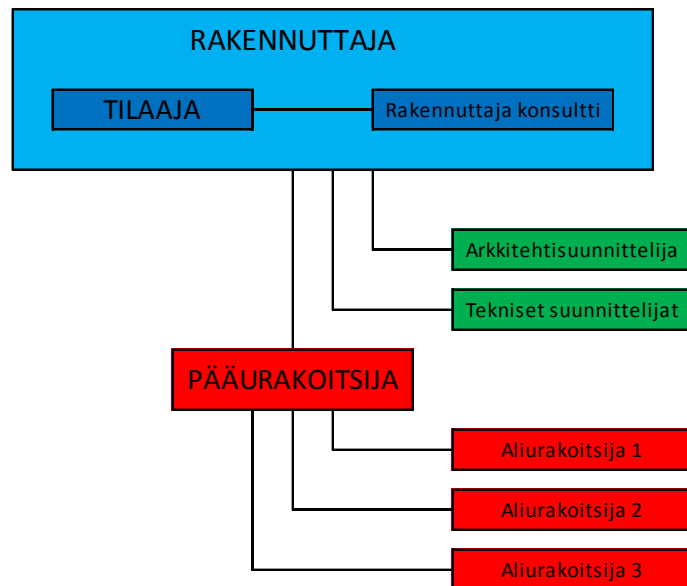 RAKENNUTTAJA
TILAAJA
Rakennuttaja konsultti
Arkkitehtisuunnittelija
Tekniset suunnittelijat
PÄÄURAKOITSIJA
Aliurakoitsija 1
Aliurakoitsija 2
Aliurakoitsija 3